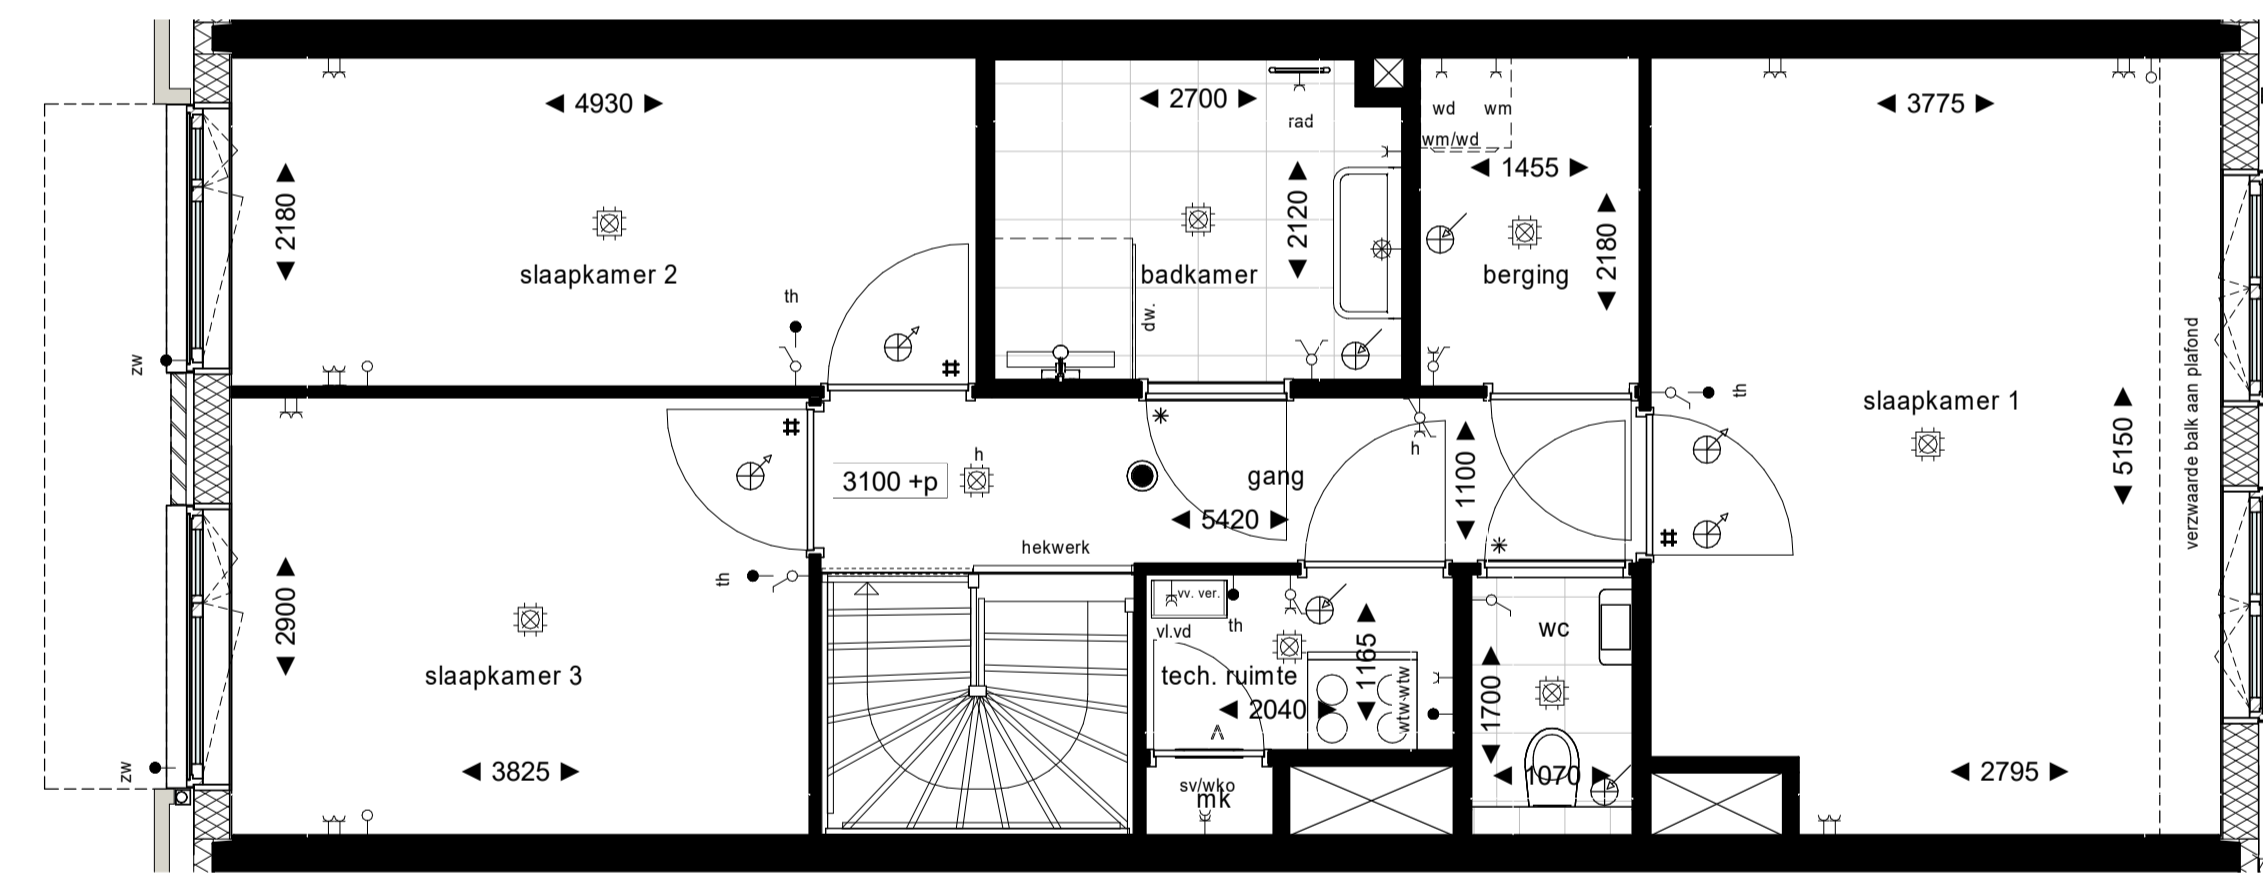 4930
2700
rad
wd
wm
wm/wd
3775
1455
2180
2120
2180
slaapkamer 2
badkamer
berging
th
dw.
zw
th
slaapkamer 1
verzwaarde balk aan plafond
5150
h
h
3100 +p
gang
1100
5420
hekwerk
th
2900
vv. ver.
vl.vd
th
1165
wc
slaapkamer 3
tech. ruimte
2040
wtw-wtw
1700
zw
3825
sv/wko
mk
1070
2795